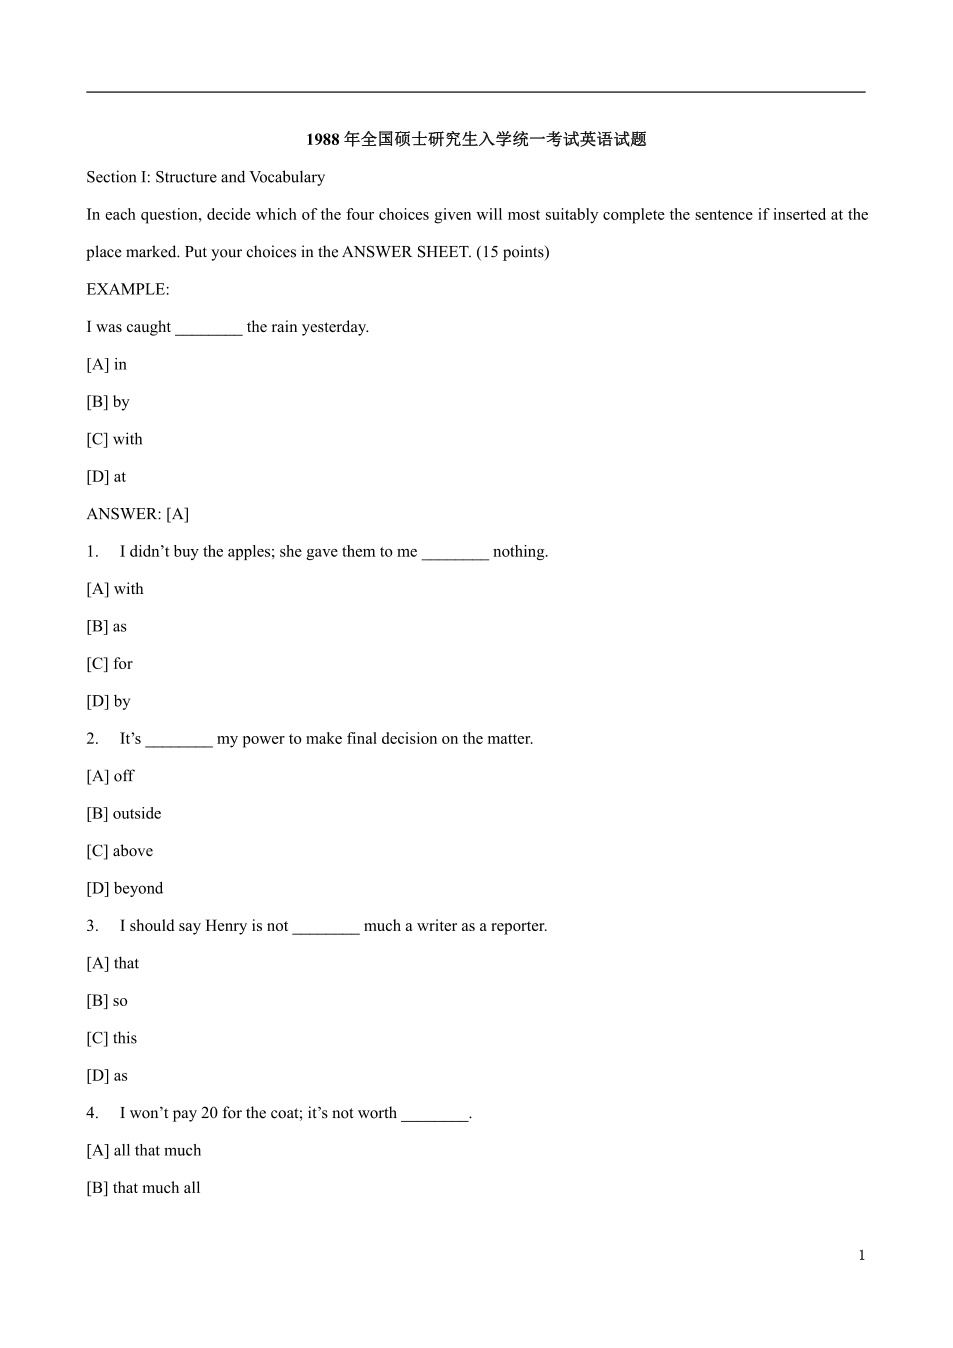 1988 年全国硕士研究生入学统一考试英语试题
Section I: Structure and Vocabulary
In each question, decide which of the four choices given will most suitably complete the sentence if inserted at the
place marked. Put your choices in the ANSWER SHEET. (15 points)
EXAMPLE:
I was caught ________ the rain yesterday.
[A] in
[B] by
[C] with
[D] at
ANSWER: [A]
1. I didn’t buy the apples; she gave them to me ________ nothing.
[A] with
[B] as
[C] for
[D] by
2. It’s ________ my power to make final decision on the matter.
[A] off
[B] outside
[C] above
[D] beyond
3. I should say Henry is not ________ much a writer as a reporter.
[A] that
[B] so
[C] this
[D] as
4. I won’t pay 20 for the coat; it’s not worth ________.
[A] all that much
[B] that much all
1